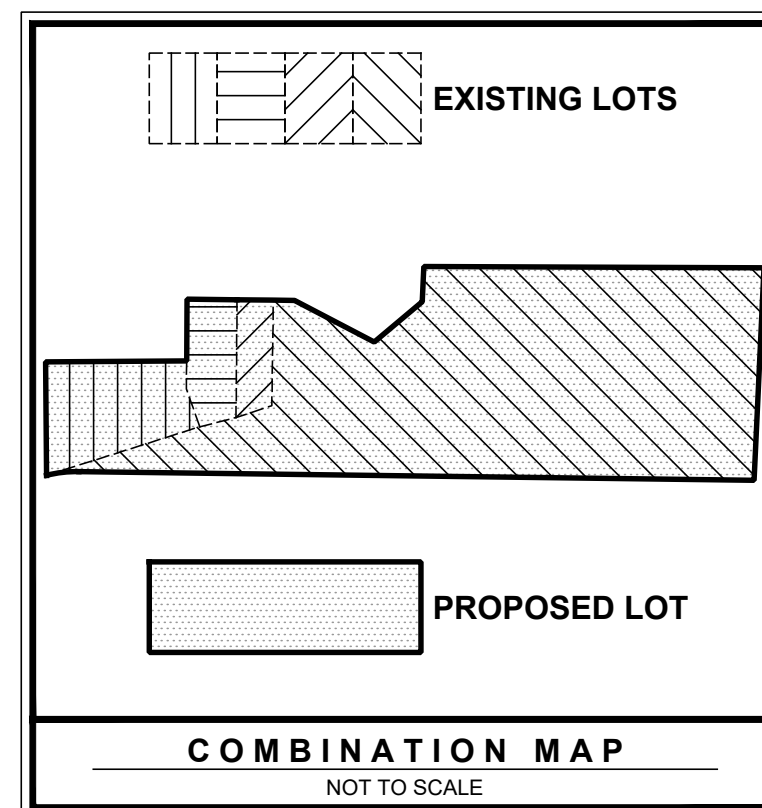 EXISTING LOTS
PROPOSED LOT
COMBINATION MAP
NOT TO SCALE